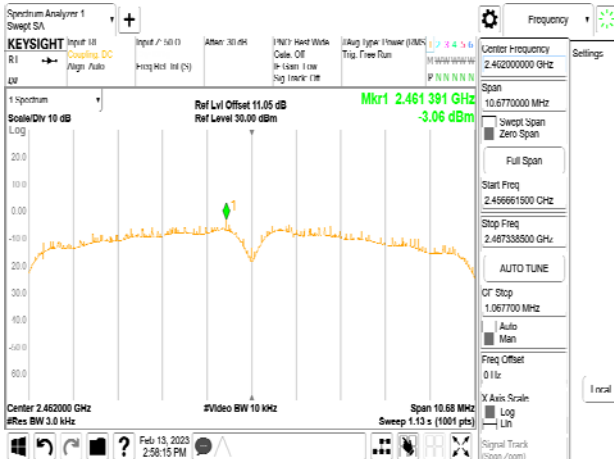 Spectrum Analyzer 1
Swept SA
+
Frequency
KEYSIGHT
Input: RF
Coupling: DC
Align: Auto
Input Z: 50 Ω
Freq Ref: Int (S)
Atten: 30 dB
PNO: Best Wide
Gate: Off
IF Gain: Low
Sig Track: Off
Avg Type: Power (RMS
Trig: Free Run
1 2 3 4 5 6
M W W W W W
P N N N N N
Center Frequency
2.462000000 GHz
Settings
1 Spectrum
Scale/Div 10 dB
Log
Ref Lvl Offset 11.05 dB
Ref Level 30.00 dBm
Mkr1 2.461 391 GHz
-3.06 dBm
1
20.0
10.0
0.00
-10.0
-20.0
-30.0
-40.0
-50.0
-60.0
Span
10.6770000 MHz
Swept Span
Zero Span
Full Span
Start Freq
2.456661500 GHz
Stop Freq
2.467338500 GHz
AUTO TUNE
CF Step
1.067700 MHz
Auto
Man
Freq Offset
0 Hz
X Axis Scale
Log
Lin
Signal Track
(Span Zoom)
Local
Center 2.462000 GHz
#Res BW 3.0 kHz
#Video BW 10 kHz
Span 10.68 MHz
Sweep 1.13 s (1001 pts)
?
Feb 13, 2023
2:58:15 PM